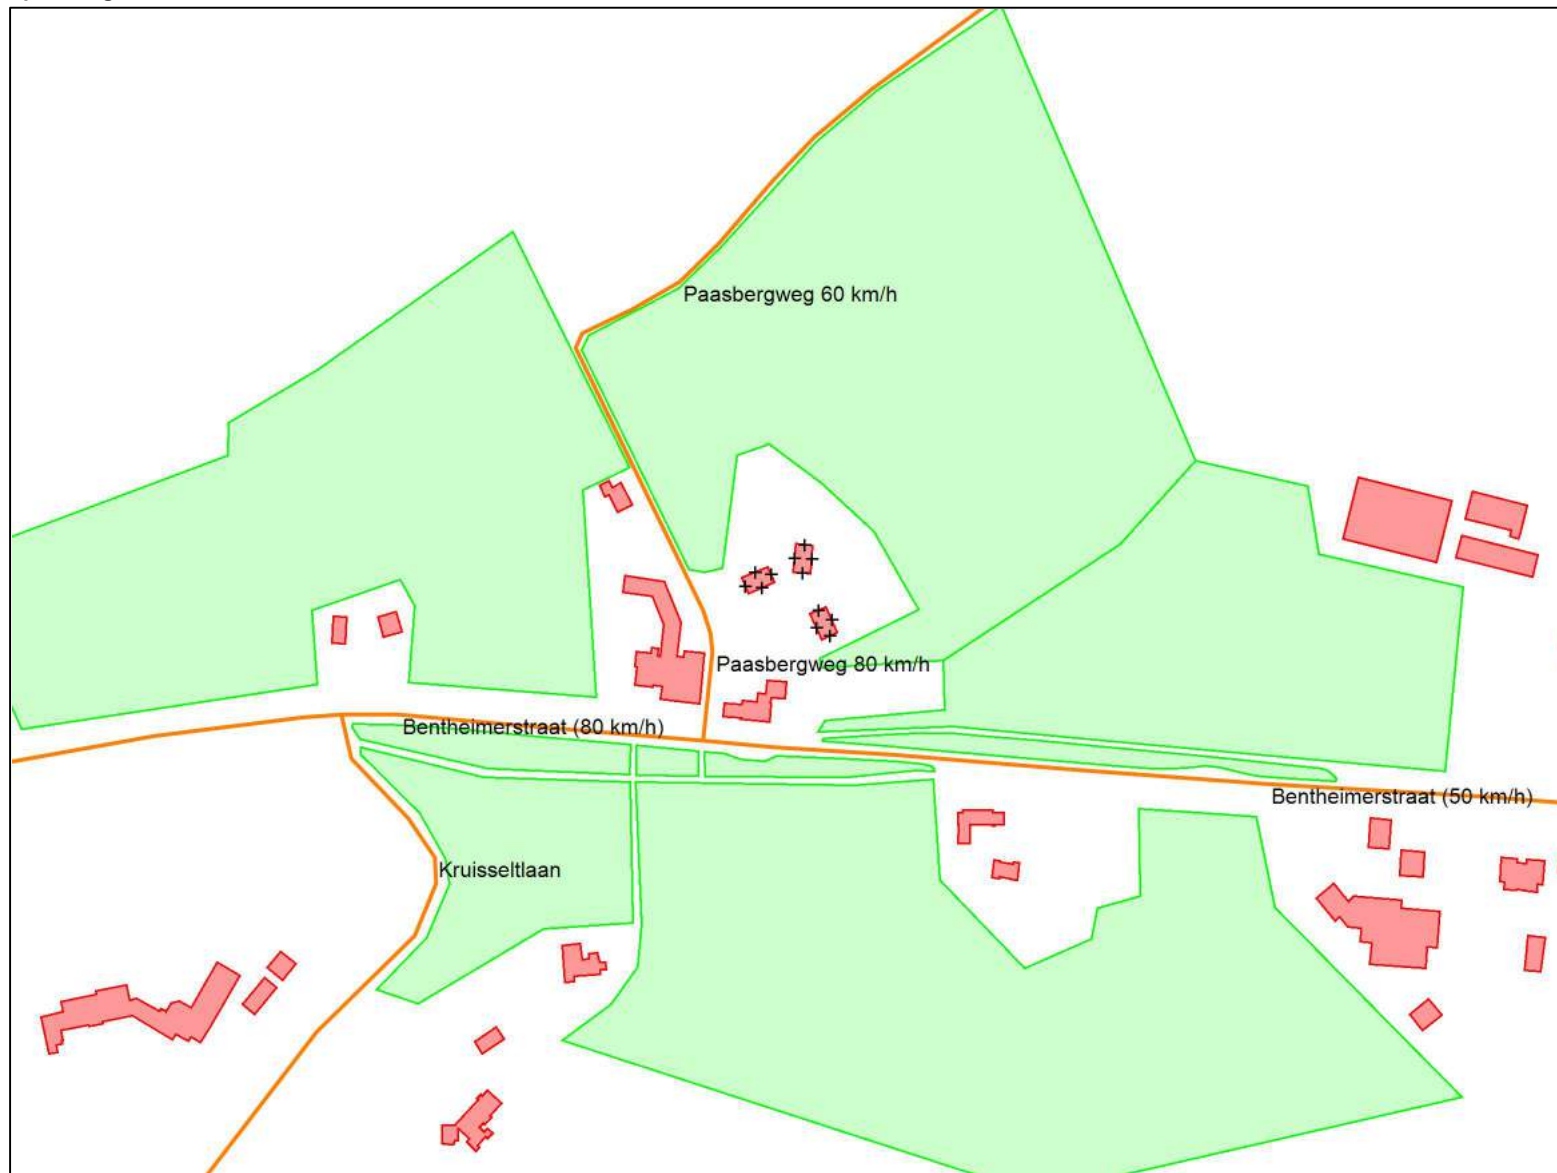 Paasbergweg 60 km/h
Paasbergweg 80 km/h
Bentheimerstraat (80 km/h)
Bentheimerstraat (50 km/h)
Kruisseltlaan